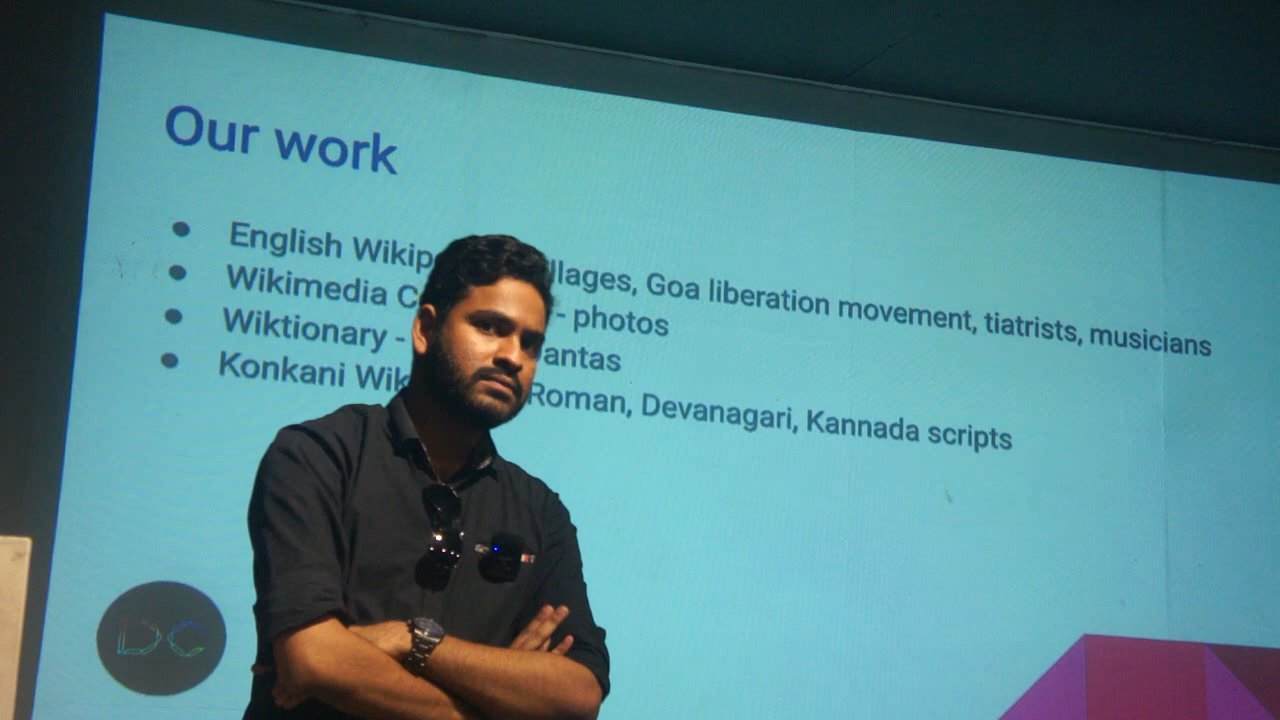 Our work
English Wikip llages, Goa liberation movement, tiatrists, musicians
Wikimedia C - photos
Wiktionary - antas
Konkani Wik Roman, Devanagari, Kannada scripts
DC